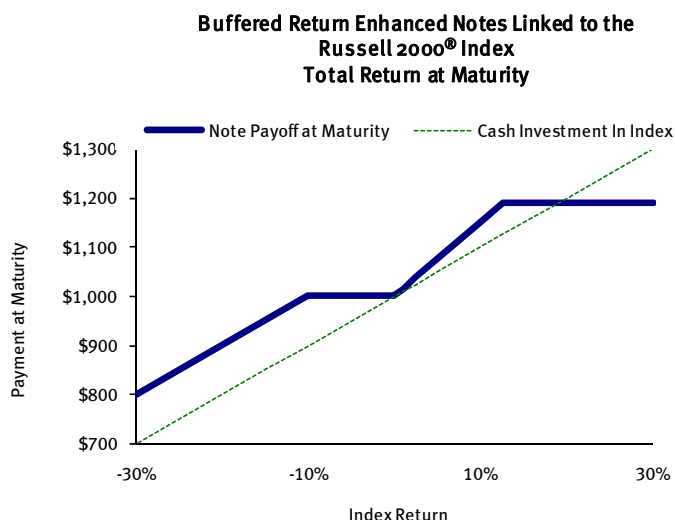 Buffered Return Enhanced Notes Linked to the
Russell 2000® Index
Total Return at Maturity
Note Payoff at Maturity
Cash Investment In Index
$1,300
$1,200
$1,100
$1,000
$900
$800
$700
Payment at Maturity
-30%
-10%
10%
30%
Index Return